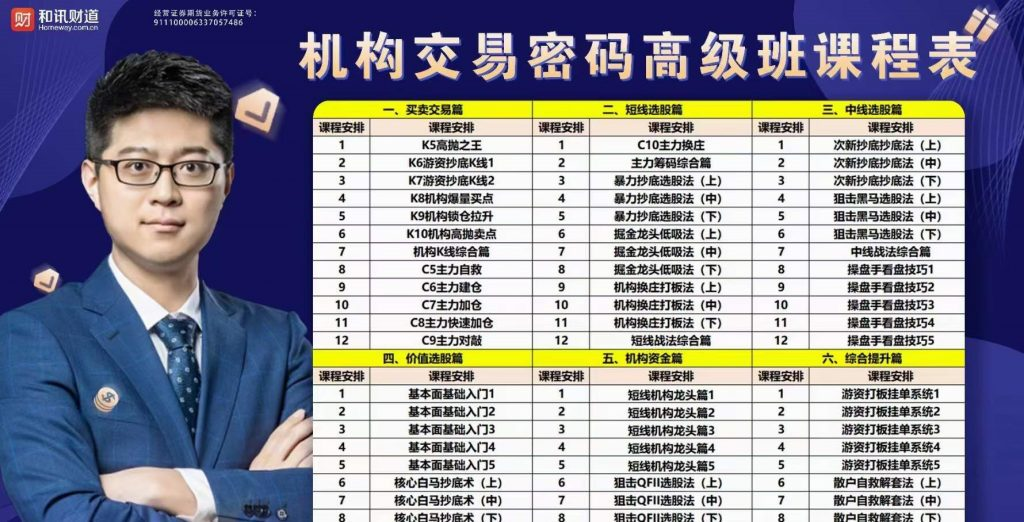 和讯财道
Homeway.com.cn
经营证券期货业务许可证号：
911100006337057486
机构交易密码高级班课程表
一、买卖交易篇 二、短线选股篇 三、中线选股篇
课程安排 课程安排 课程安排 课程安排 课程安排 课程安排
1 K5高抛之王 1 C10主力换庄 1 次新抄底抄底法（上）
2 K6游资抄底K线1 2 主力筹码综合篇 2 次新抄底抄底法（中）
3 K7游资抄底K线2 3 暴力抄底选股法（上） 3 次新抄底抄底法（下）
4 K8机构爆量买点 4 暴力抄底选股法（中） 4 狙击黑马选股法（上）
5 K9机构锁仓拉升 5 暴力抄底选股法（下） 5 狙击黑马选股法（中）
6 K10机构高抛卖点 6 掘金龙头低吸法（上） 6 狙击黑马选股法（下）
7 机构K线综合篇 7 掘金龙头低吸法（中） 7 中线战法综合篇
8 C5主力自救 8 掘金龙头低吸法（下） 8 操盘手看盘技巧1
9 C6主力建仓 9 机构换庄打板法（上） 9 操盘手看盘技巧2
10 C7主力加仓 10 机构换庄打板法（中） 10 操盘手看盘技巧3
11 C8主力快速加仓 11 机构换庄打板法（下） 11 操盘手看盘技巧4
12 C9主力对敲 12 短线战法综合篇 12 操盘手看盘技巧5
四、价值选股篇 五、机构资金篇 六、综合提升篇
课程安排 课程安排 课程安排 课程安排 课程安排 课程安排
1 基本面基础入门1 1 短线机构龙头篇1 1 游资打板挂单系统1
2 基本面基础入门2 2 短线机构龙头篇2 2 游资打板挂单系统2
3 基本面基础入门3 3 短线机构龙头篇3 3 游资打板挂单系统3
4 基本面基础入门4 4 短线机构龙头篇4 4 游资打板挂单系统4
5 基本面基础入门5 5 短线机构龙头篇5 5 游资打板挂单系统5
6 核心白马抄底术（上） 6 狙击QFII选股法（上） 6 散户自救解套法（上）
7 核心白马抄底术（中） 7 狙击QFII选股法（中） 7 散户自救解套法（中）
8 核心白马抄底术（下） 8 狙击QFII选股法（下） 8 散户自救解套法（下）